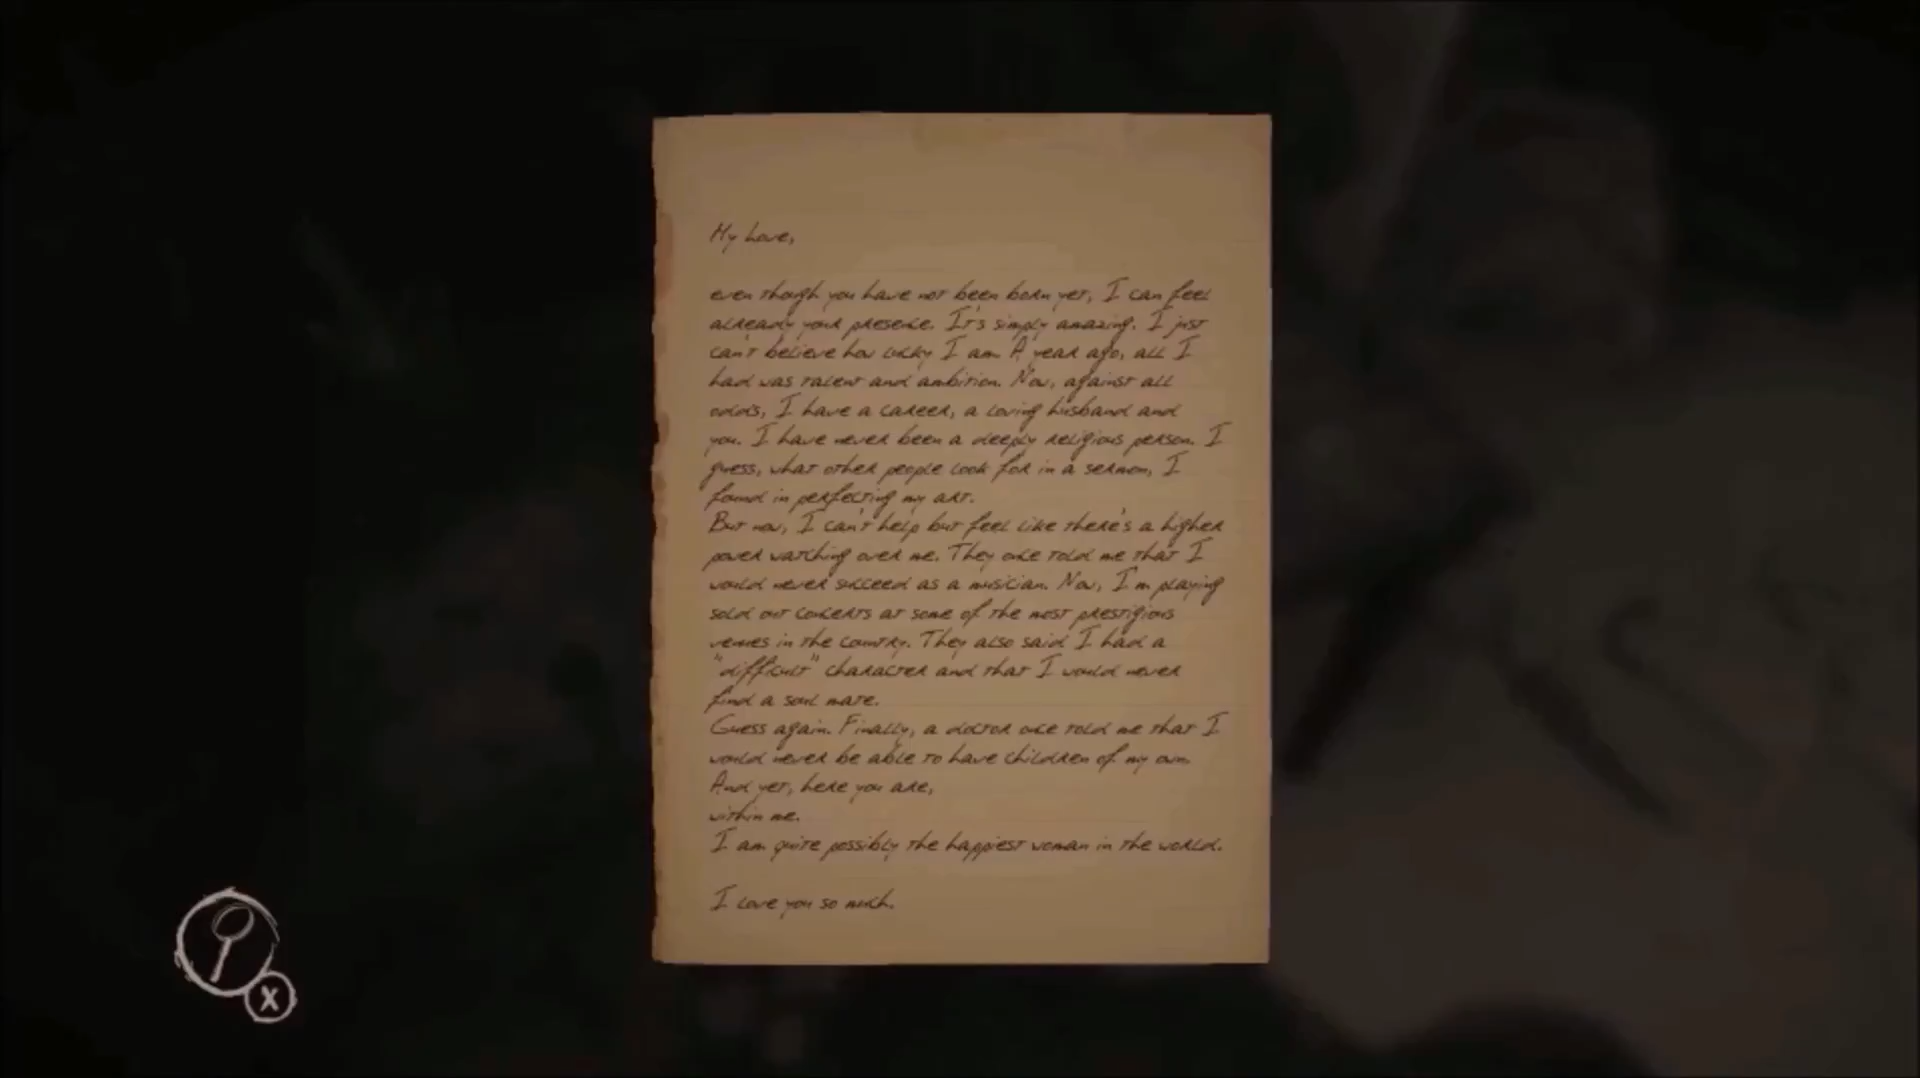 My Love,
even though you have not been born yet, I can feel
already your presence. It's simply amazing. I just
can't believe how lucky I am. A year ago, all I
had was talent and ambition. Now, against all
odds, I have a career, a loving husband and
you. I have never been a deeply religious person. I
guess, what other people look for in a sermon, I
found in perfecting my art.
But now, I can't help but feel like there's a higher
power watching over me. They once told me that I
would never succeed as a musician. Now, I'm playing
sold out concerts at some of the most prestigious
venues in the country. They also said I had a
"difficult" character and that I would never
find a soul mate.
Guess again. Finally, a doctor once told me that I
would never be able to have children of my own.
And yet, here you are,
within me.
I am quite possibly the happiest woman in the world.
I love you so much.
X